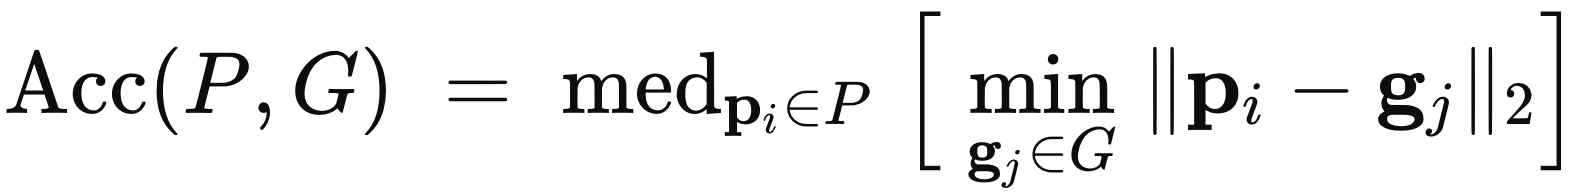 Acc(P, G) = med_{p_i ∈ P} [ min_{g_j ∈ G} ‖p_i − g_j‖_2 ]